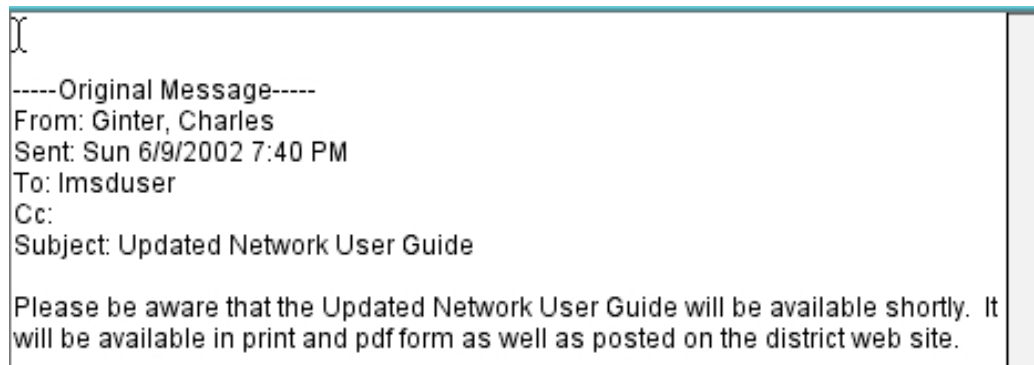 -----Original Message-----
From: Ginter, Charles
Sent: Sun 6/9/2002 7:40 PM
To: lmsduser
Cc:
Subject: Updated Network User Guide
Please be aware that the Updated Network User Guide will be available shortly.  It
will be available in print and pdf form as well as posted on the district web site.